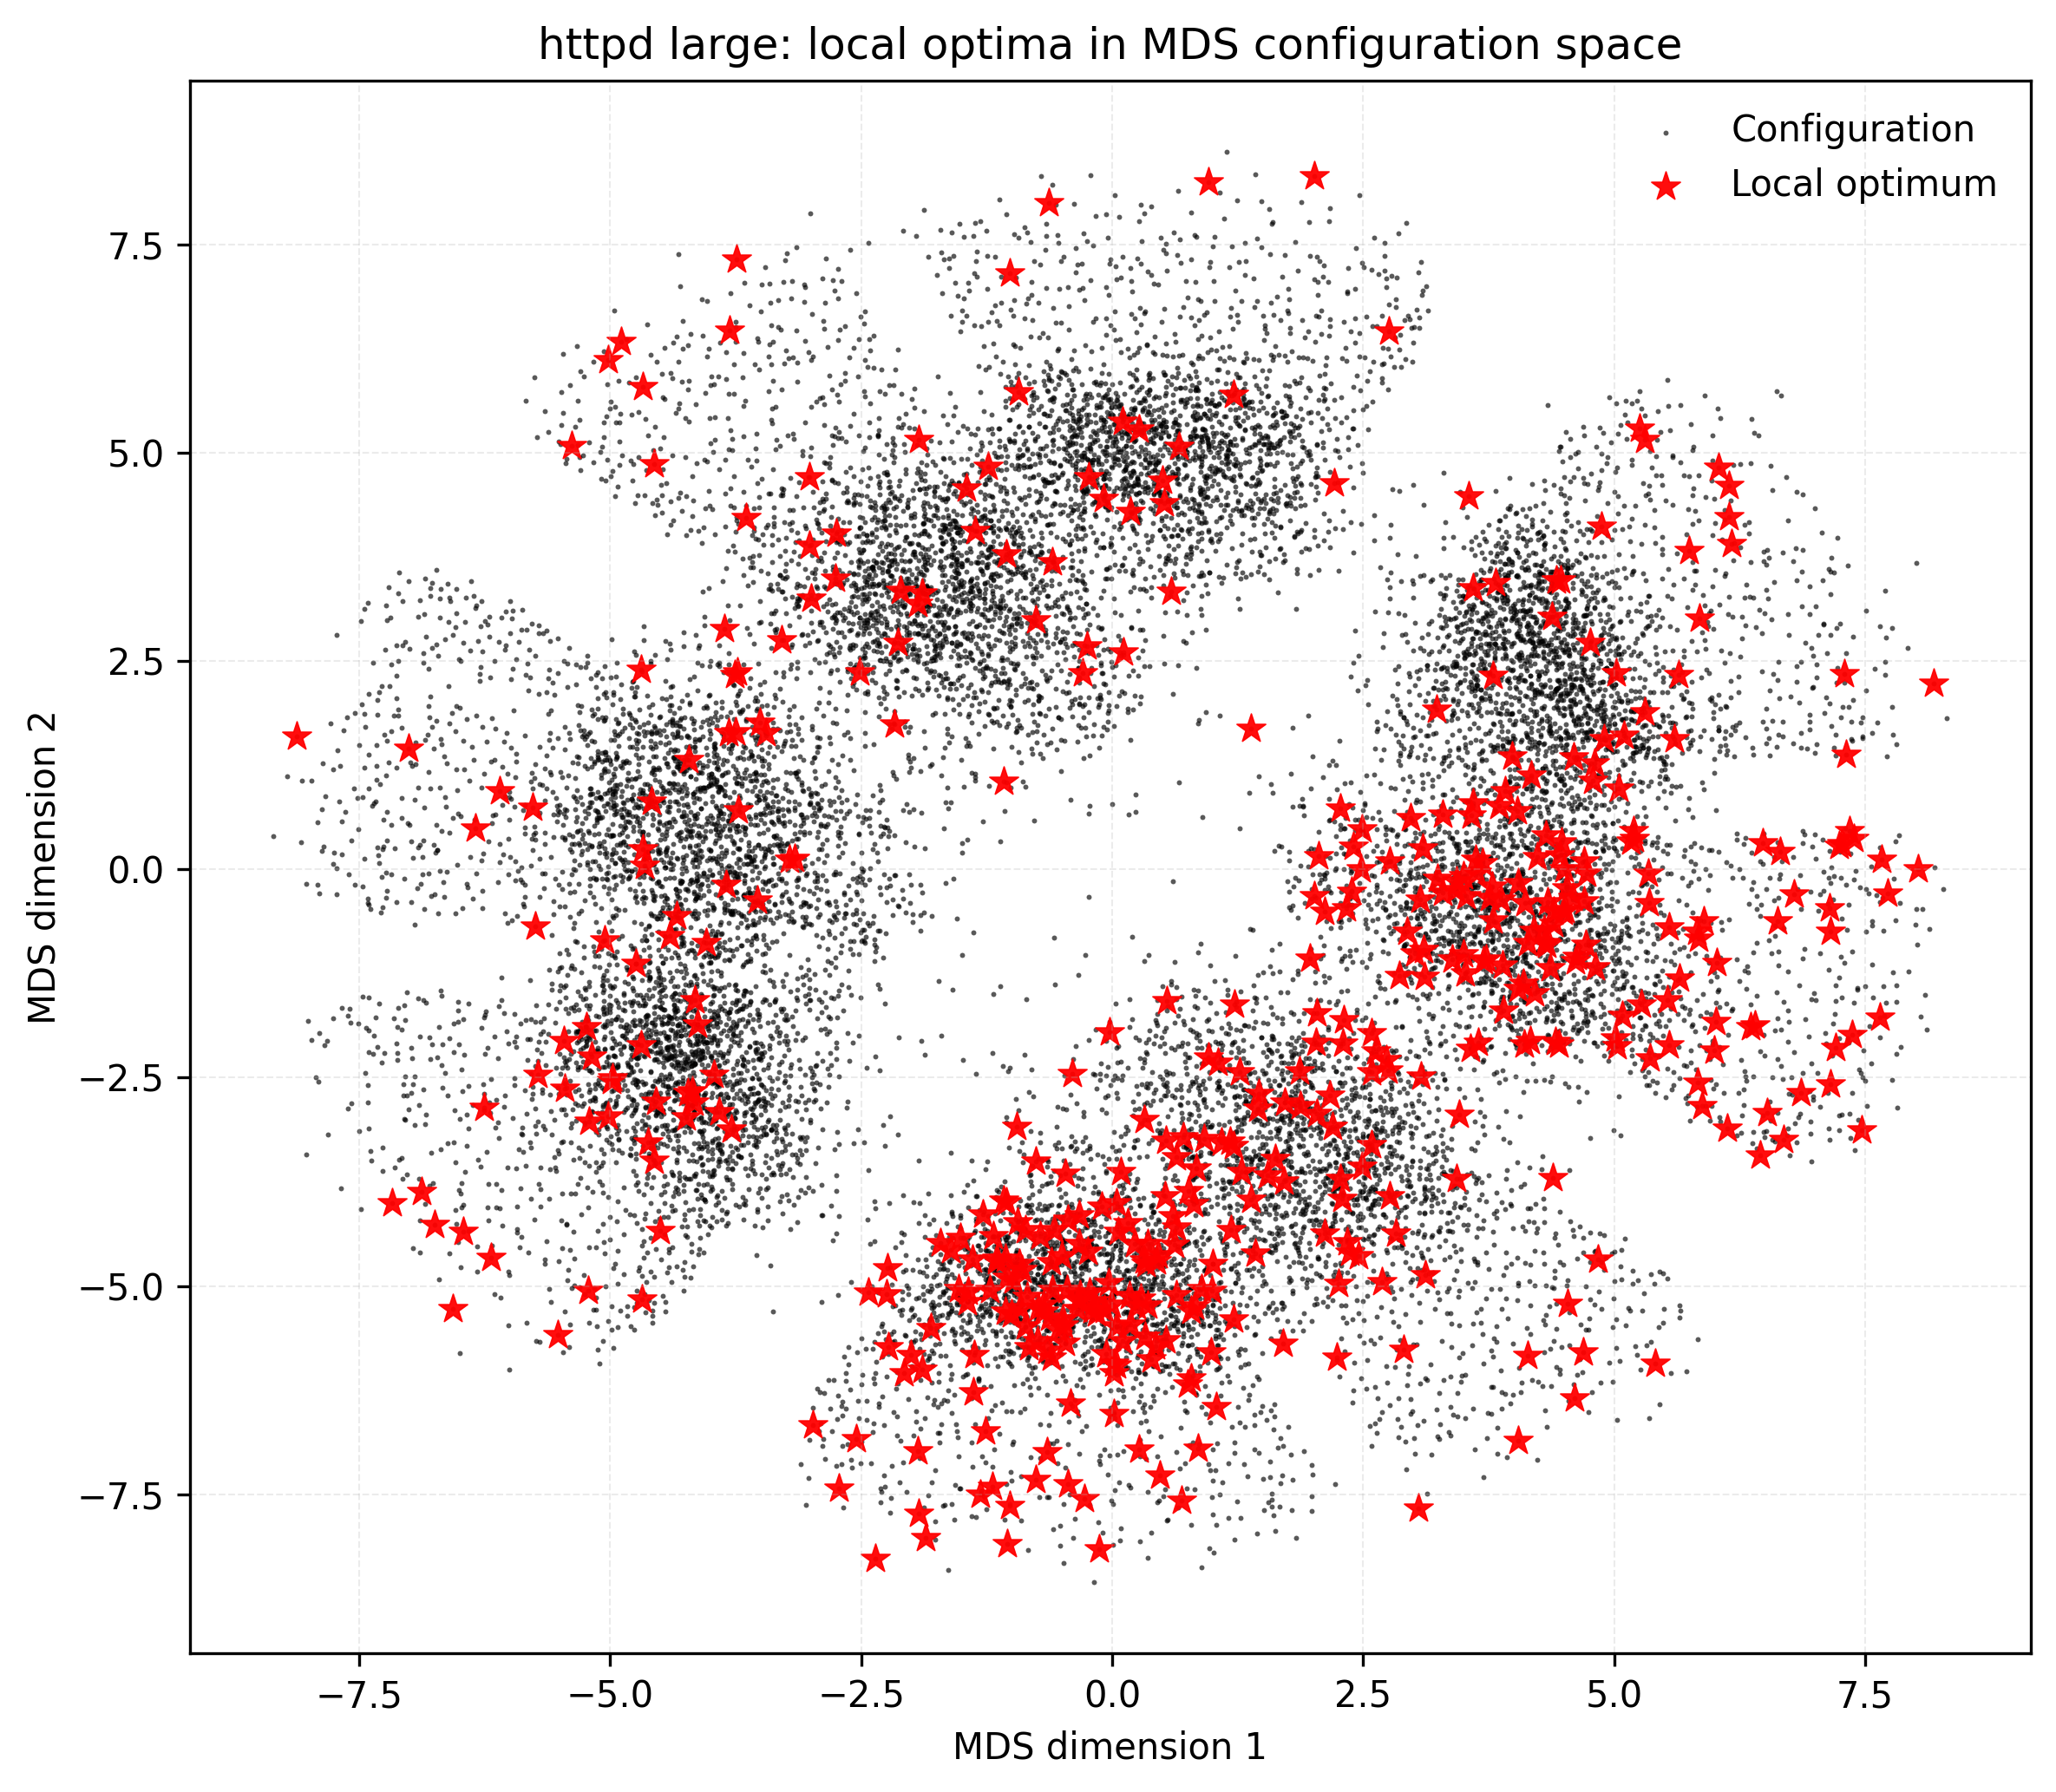 httpd large: local optima in MDS configuration space
Configuration
Local optimum
7.5
5.0
2.5
0.0
−2.5
−5.0
−7.5
MDS dimension 2
−7.5 −5.0 −2.5 0.0 2.5 5.0 7.5
MDS dimension 1